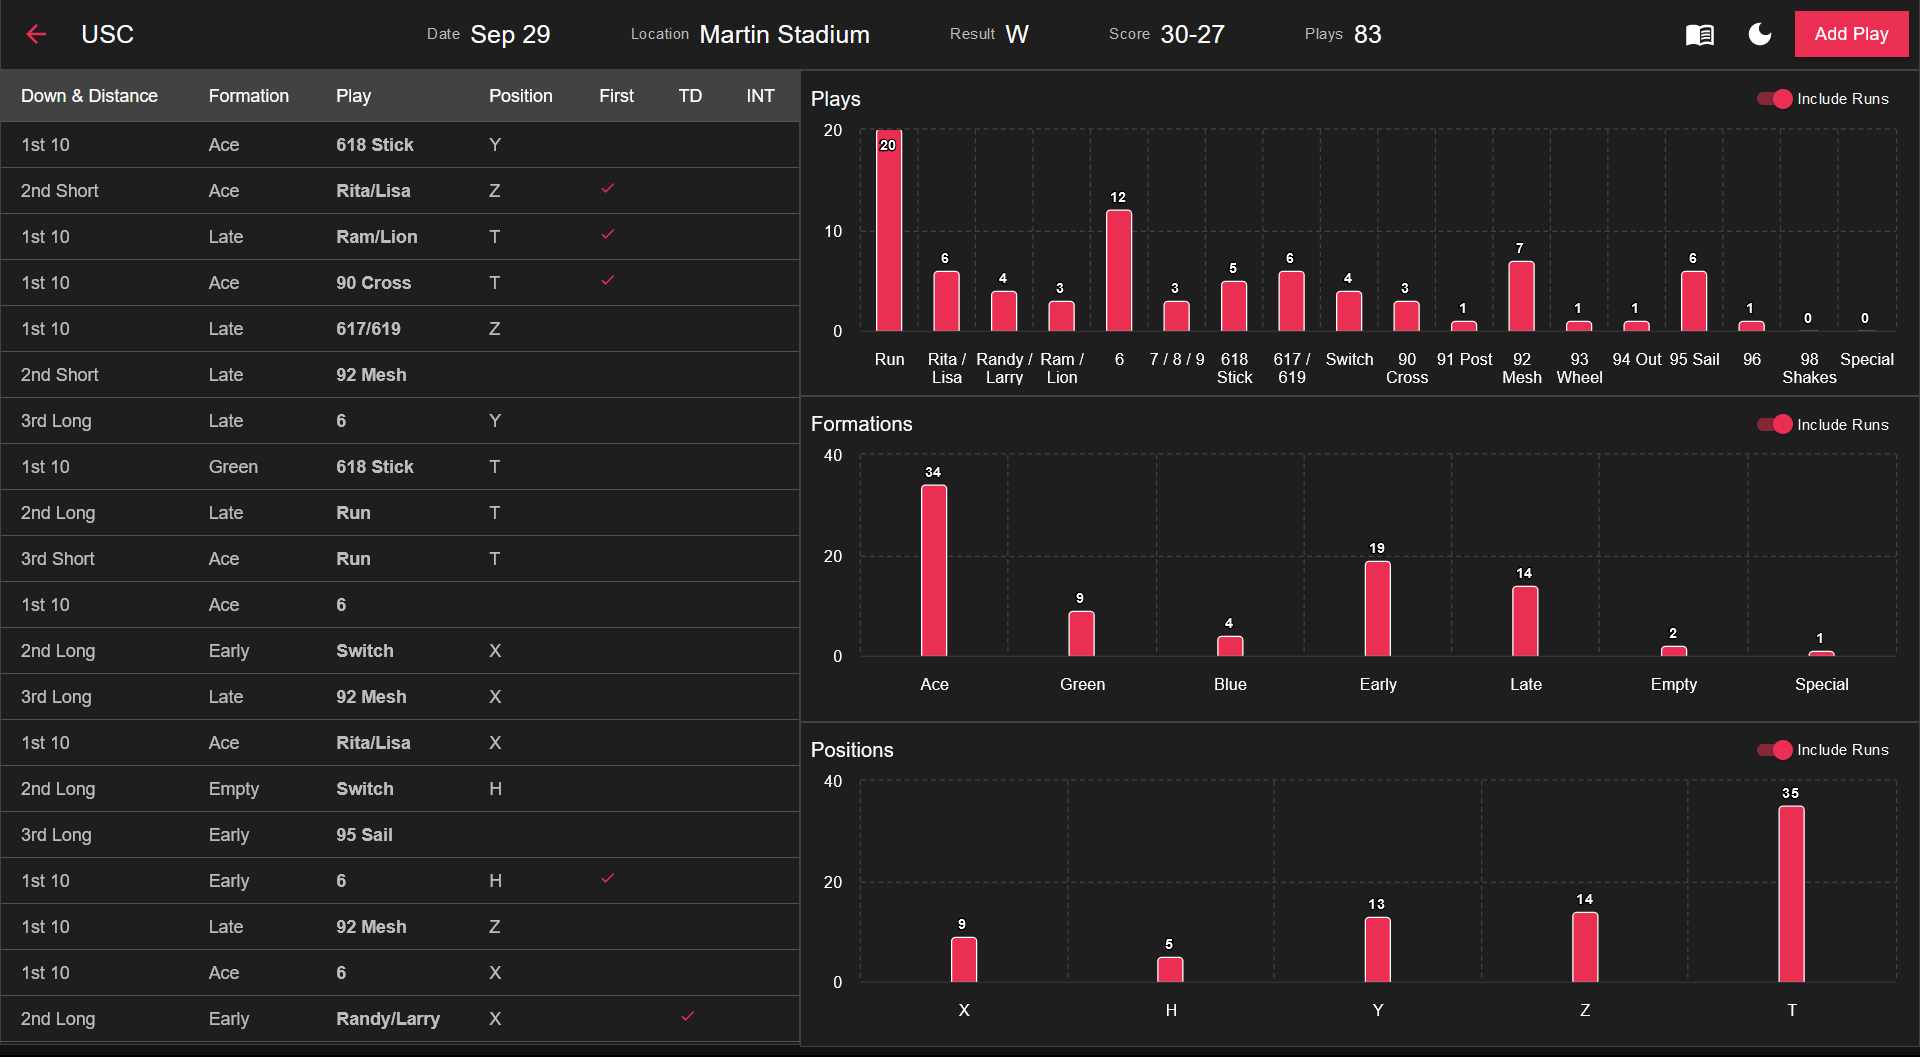 USC Date Sep 29 Location Martin Stadium Result W Score 30-27 Plays 83 Add Play
Down & Distance Formation Play Position First TD INT
1st 10 Ace 618 Stick Y
2nd Short Ace Rita/Lisa Z
1st 10 Late Ram/Lion T
1st 10 Ace 90 Cross T
1st 10 Late 617/619 Z
2nd Short Late 92 Mesh
3rd Long Late 6 Y
1st 10 Green 618 Stick T
2nd Long Late Run T
3rd Short Ace Run T
1st 10 Ace 6
2nd Long Early Switch X
3rd Long Late 92 Mesh X
1st 10 Ace Rita/Lisa X
2nd Long Empty Switch H
3rd Long Early 95 Sail
1st 10 Early 6 H
1st 10 Late 92 Mesh Z
1st 10 Ace 6 X
2nd Long Early Randy/Larry X
Plays Include Runs
20
10
0
20 6 4 3 12 3 5 6 4 3 1 7 1 1 6 1 0 0
Run Rita / Randy / Ram / 6 7 / 8 / 9 618 617 / Switch 90 91 Post 92 93 94 Out 95 Sail 96 98 Special
Lisa Larry Lion Stick 619 Cross Mesh Wheel Shakes
Formations Include Runs
40
20
0
34 9 4 19 14 2 1
Ace Green Blue Early Late Empty Special
Positions Include Runs
40
20
0
9 5 13 14 35
X H Y Z T